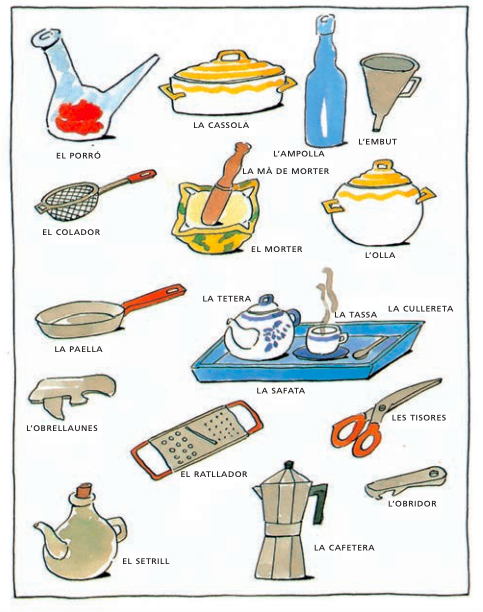 EL PORRÓ
LA CASSOLA
L'AMPOLLA
L'EMBUT
EL COLADOR
LA MÀ DE MORTER
EL MORTER
L'OLLA
LA PAELLA
LA TETERA
LA TASSA
LA CULLERETA
LA SAFATA
L'OBRELLAUNES
EL RATLLADOR
LES TISORES
L'OBRIDOR
EL SETRILL
LA CAFETERA